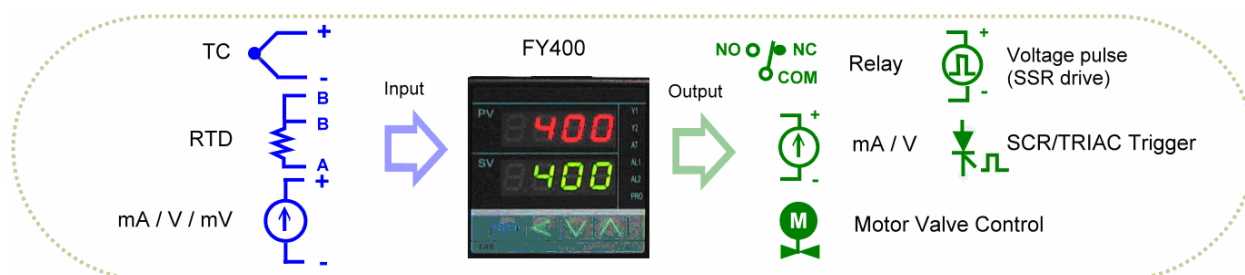 TC
+
-
B
B
RTD
A
+
mA / V / mV
-
Input
FY400
PV
400
SV
400
Y1
Y2
AT
AL1
AL2
PRO
Output
NO
NC
COM
Relay
+
-
Voltage pulse
(SSR drive)
+
-
mA / V
SCR/TRIAC Trigger
M
Motor Valve Control